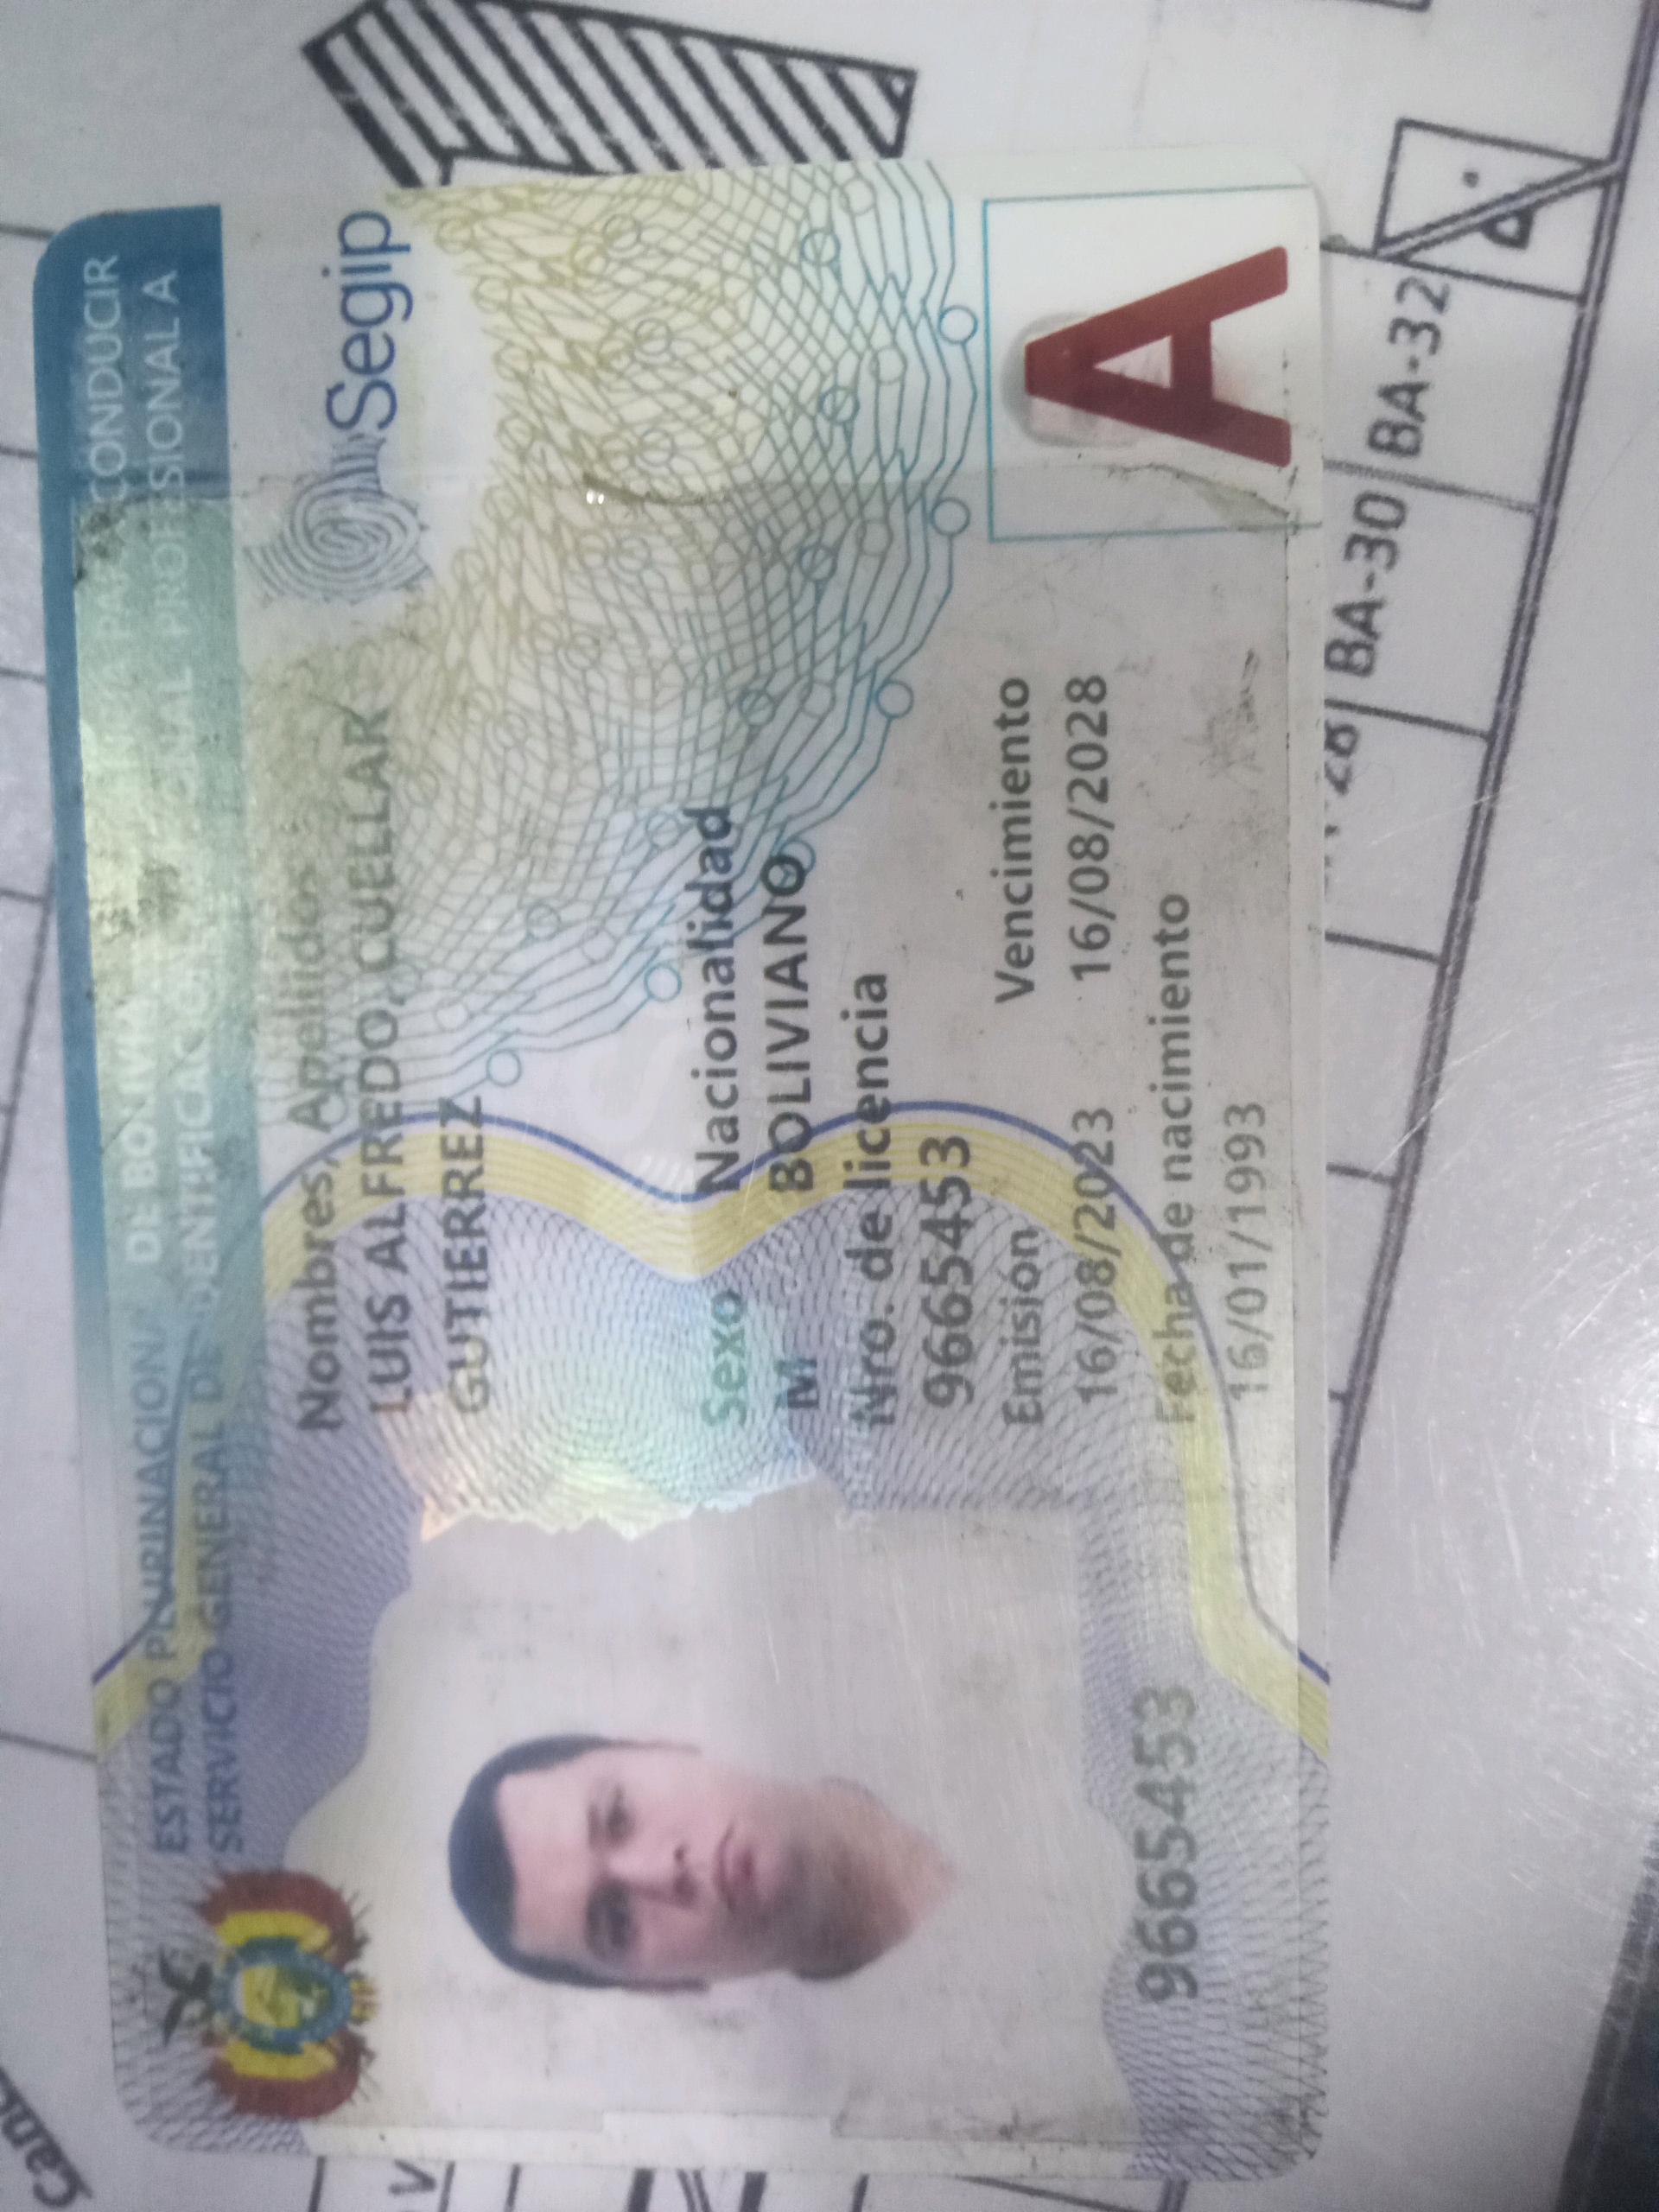 ESTADO PLURINACIONAL DE BOLIVIA
SERVICIO GENERAL DE IDENTIFICACIÓN PERSONAL
LICENCIA PARA CONDUCIR
PROFESIONAL A
Segip
Nombres, Apellidos
LUIS ALFREDO CUELLAR
GUTIERREZ
Sexo Nacionalidad
M BOLIVIANO
Nro. de licencia
9665453
Emisión Vencimiento
16/08/2023 16/08/2028
Fecha de nacimiento
16/01/1993
9665453
A
BA-30
BA-32